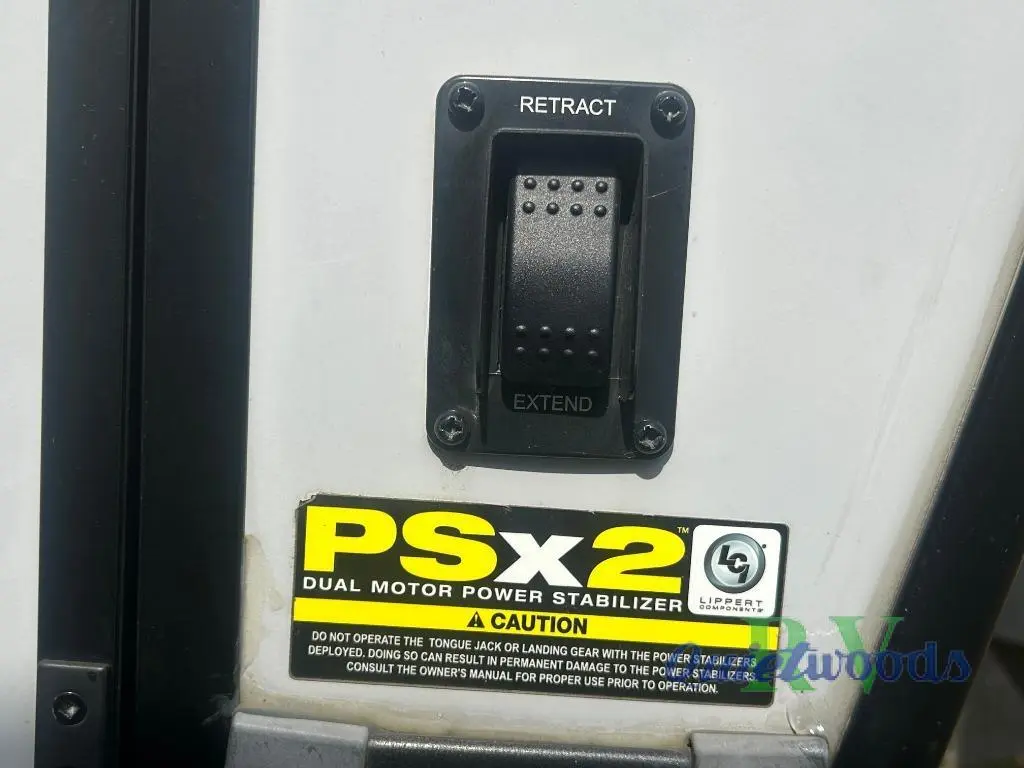 RETRACT
EXTEND
PSx2™
LCI
LIPPERT
COMPONENTS®
DUAL MOTOR POWER STABILIZER
⚠ CAUTION
DO NOT OPERATE THE TONGUE JACK OR LANDING GEAR WITH THE POWER STABILIZERS
DEPLOYED. DOING SO CAN RESULT IN PERMANENT DAMAGE TO THE POWER STABILIZERS.
CONSULT THE OWNER'S MANUAL FOR PROPER USE PRIOR TO OPERATION.
RV